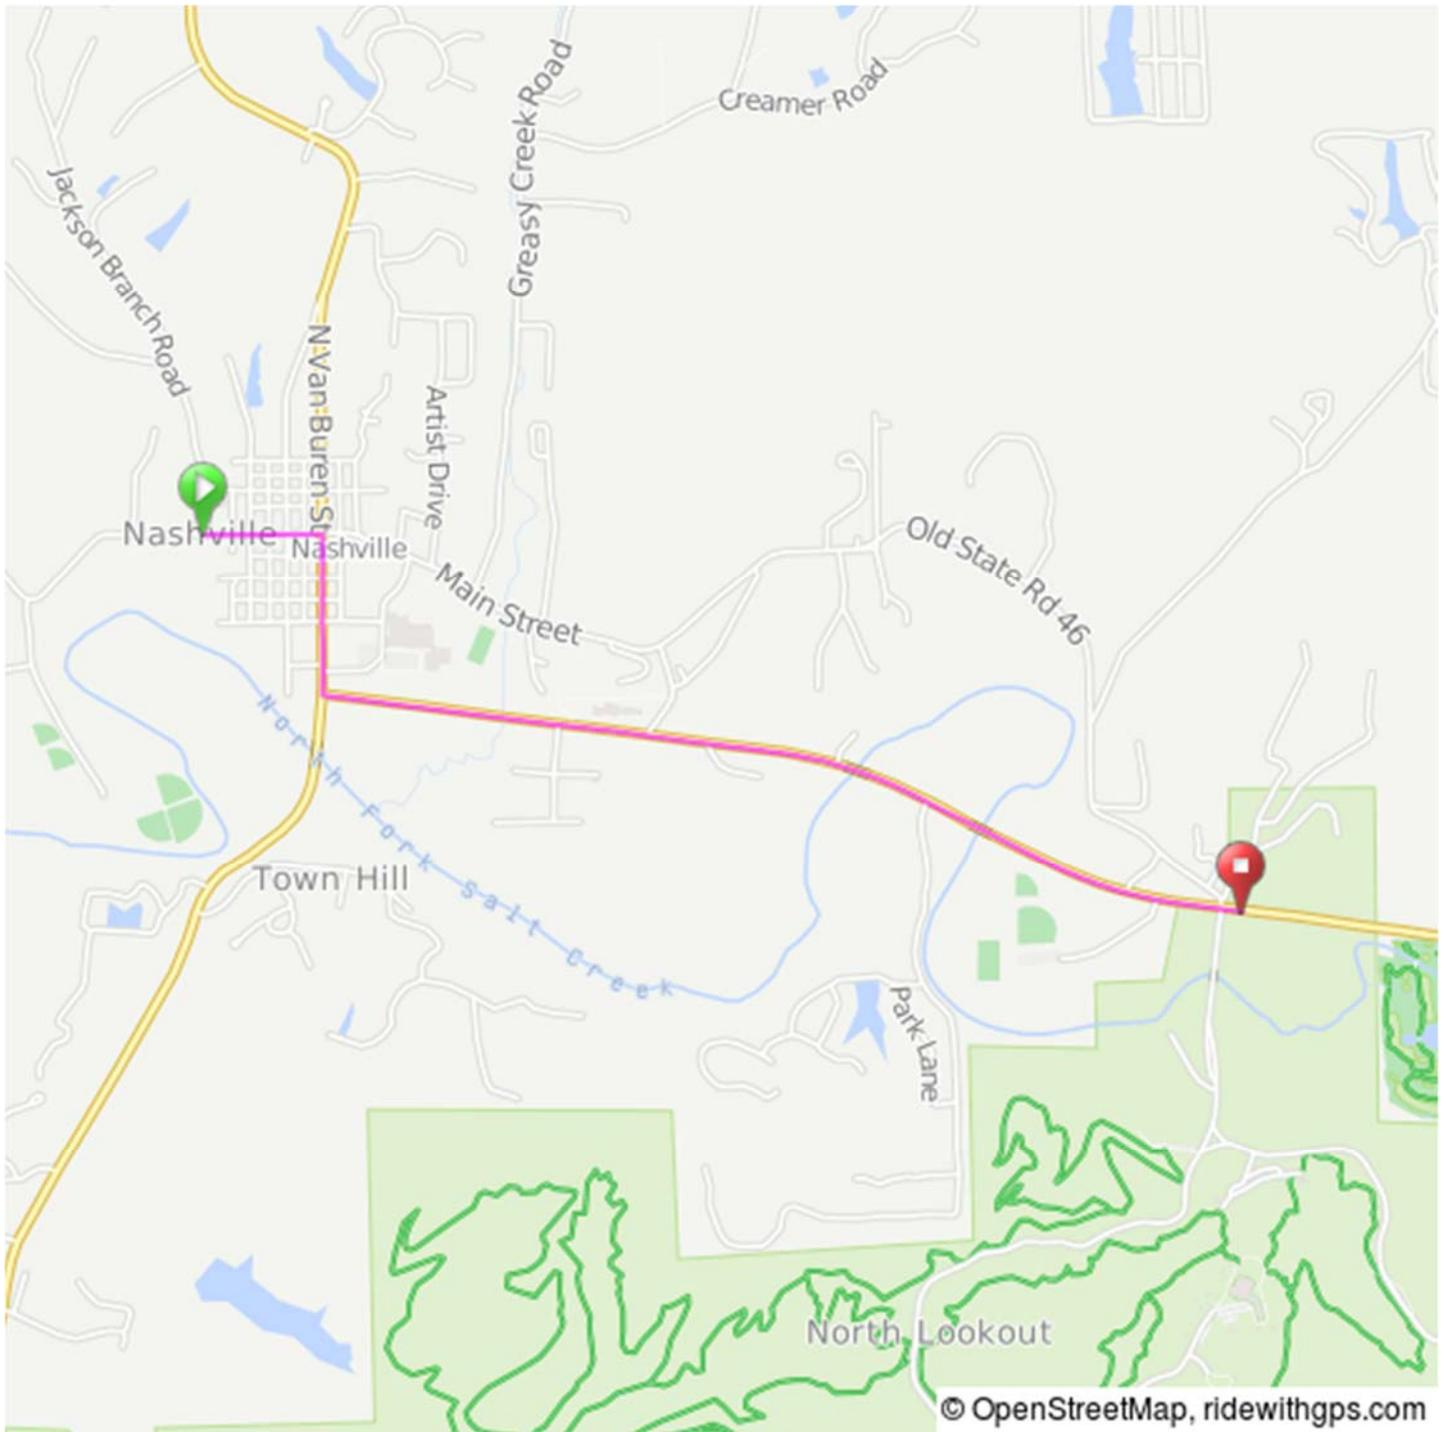 Creamer Road
Greasy Creek Road
Jackson Branch Road
N Van Buren St
Artist Drive
Nashville
Nashville
Main Street
Old State Rd 46
North Fork Salt Creek
Town Hill
Park Lane
North Lookout
© OpenStreetMap, ridewithgps.com